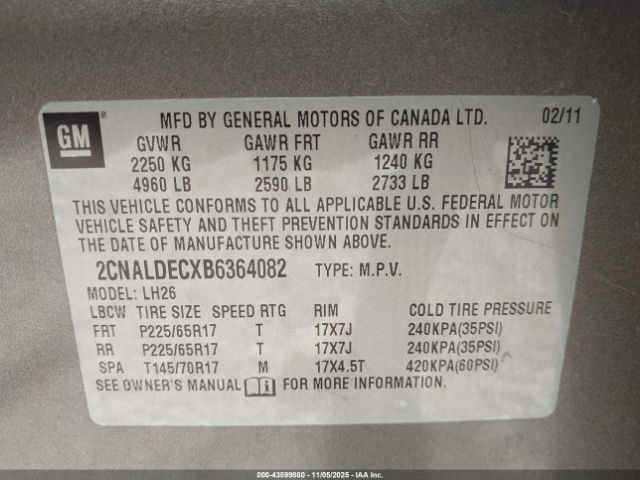 GM
MFD BY GENERAL MOTORS OF CANADA LTD. 02/11
GVWR GAWR FRT GAWR RR
2250 KG 1175 KG 1240 KG
4960 LB 2590 LB 2733 LB
THIS VEHICLE CONFORMS TO ALL APPLICABLE U.S. FEDERAL MOTOR
VEHICLE SAFETY AND THEFT PREVENTION STANDARDS IN EFFECT ON
THE DATE OF MANUFACTURE SHOWN ABOVE.
2CNALDECXB6364082 TYPE: M.P.V.
MODEL: LH26
LBCW TIRE SIZE SPEED RTG RIM COLD TIRE PRESSURE
FRT P225/65R17 T 17X7J 240KPA(35PSI)
RR P225/65R17 T 17X7J 240KPA(35PSI)
SPA T145/70R17 M 17X4.5T 420KPA(60PSI)
SEE OWNER'S MANUAL FOR MORE INFORMATION.
000-43599880 - 11/05/2025 - IAA Inc.